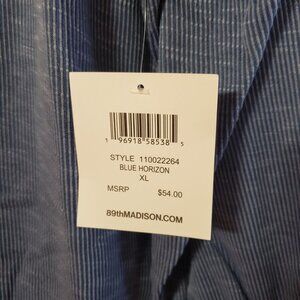 1 96918 58538 5
STYLE 110022264
BLUE HORIZON
XL
MSRP $54.00
89thMADISON.COM